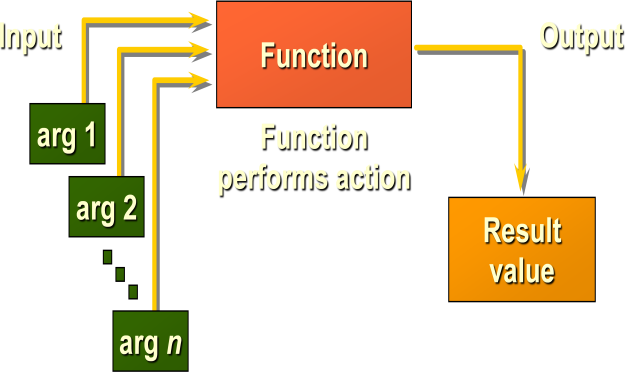 Input
Function
Output
arg 1
Function
performs action
arg 2
Result
value
arg n